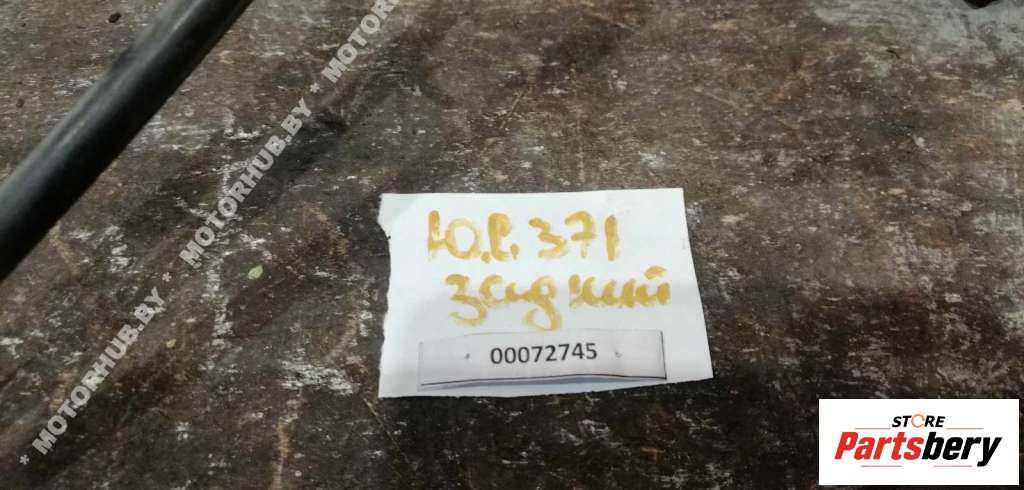 Ю.С. 371
задний
00072745
* MOTORHUB.BY * MOTORHUB.BY * MOTORHUB.BY
STORE
Partsbery